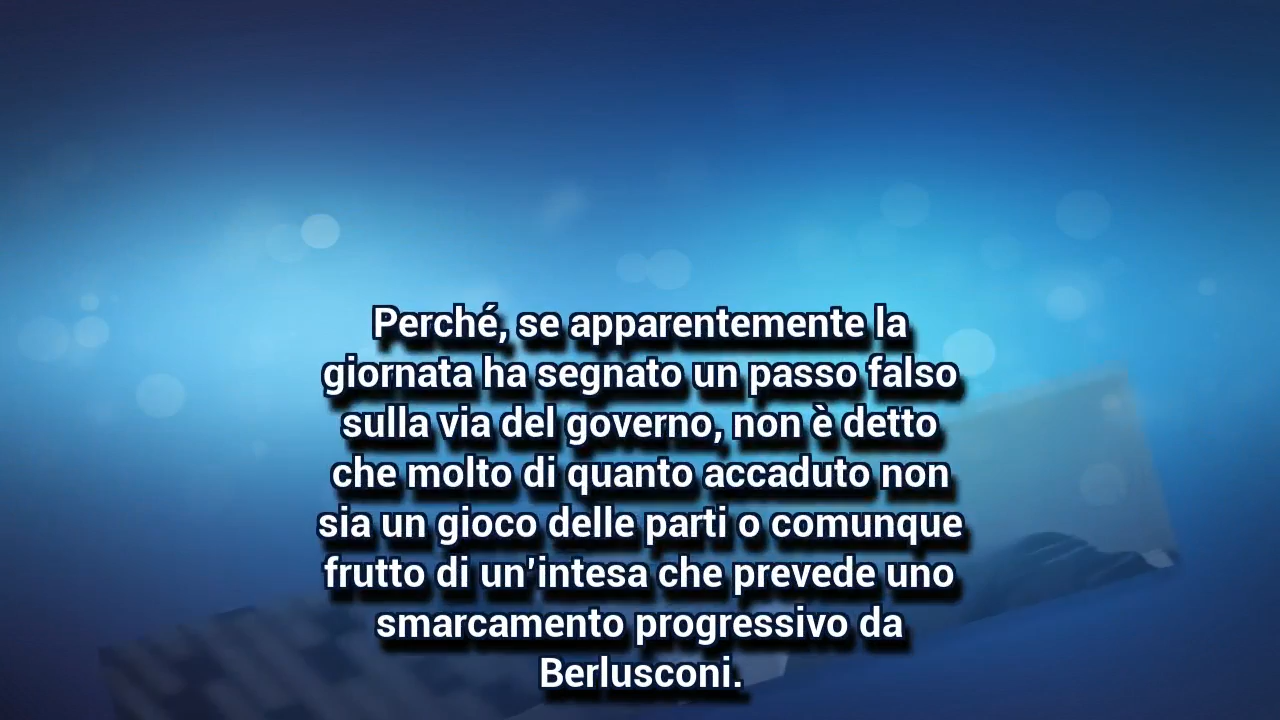 Perché, se apparentemente la
giornata ha segnato un passo falso
sulla via del governo, non è detto
che molto di quanto accaduto non
sia un gioco delle parti o comunque
frutto di un'intesa che prevede uno
smarcamento progressivo da
Berlusconi.